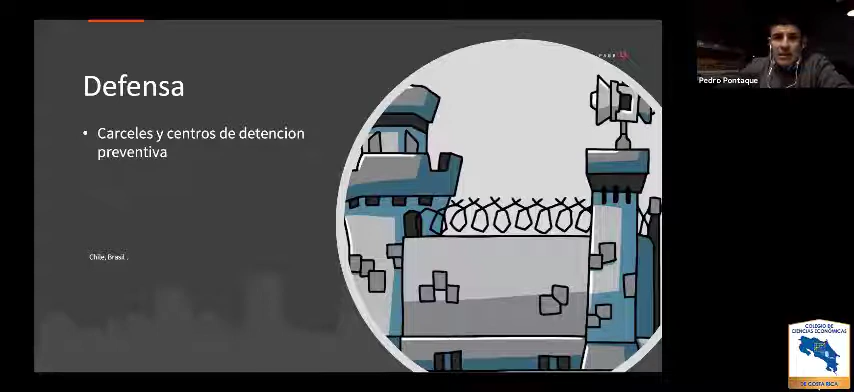 Defensa
• Carceles y centros de detencion
preventiva
Chile, Brasil .
Pedro Pontaque
COLEGIO DE
CIENCIAS ECONÓMICAS
DE COSTA RICA